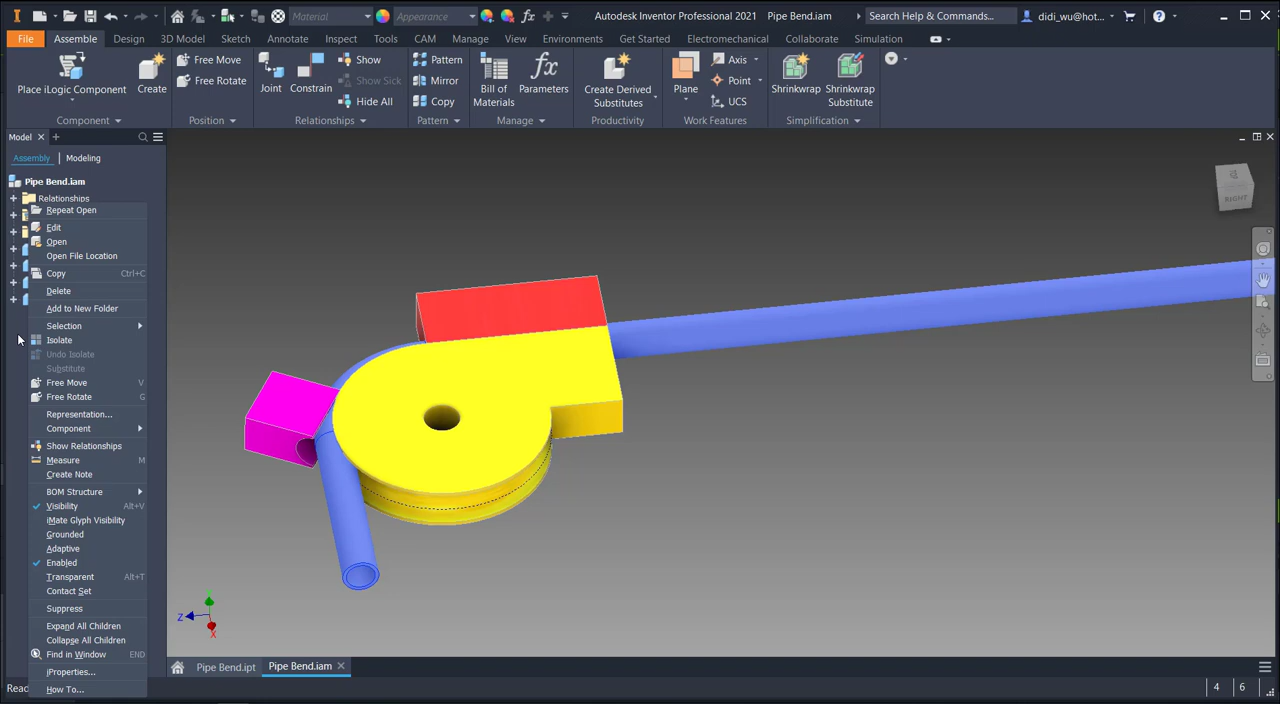 Material
Appearance
Autodesk Inventor Professional 2021 Pipe Bend.iam
Search Help & Commands...
didi_wu@hot...
File Assemble Design 3D Model Sketch Annotate Inspect Tools CAM Manage View Environments Get Started Electromechanical Collaborate Simulation
Place iLogic Component
Create
Free Move
Free Rotate
Joint
Constrain
Show
Show Sick
Hide All
Pattern
Mirror
Copy
Bill of
Materials
Parameters
Create Derived
Substitutes
Plane
Axis
Point
UCS
Shrinkwrap
Shrinkwrap
Substitute
Component Position Relationships Pattern Manage Productivity Work Features Simplification
Model
Assembly | Modeling
Pipe Bend.iam
Relationships
Repeat Open
Edit
Open
Open File Location
Copy Ctrl+C
Delete
Add to New Folder
Selection
Isolate
Undo Isolate
Substitute
Free Move V
Free Rotate G
Representation...
Component
Show Relationships
Measure M
Create Note
BOM Structure
Visibility Alt+V
iMate Glyph Visibility
Grounded
Adaptive
Enabled
Transparent Alt+T
Contact Set
Suppress
Expand All Children
Collapse All Children
Find in Window END
iProperties...
How To...
RIGHT
Z
X
Pipe Bend.ipt Pipe Bend.iam
Read
4 6